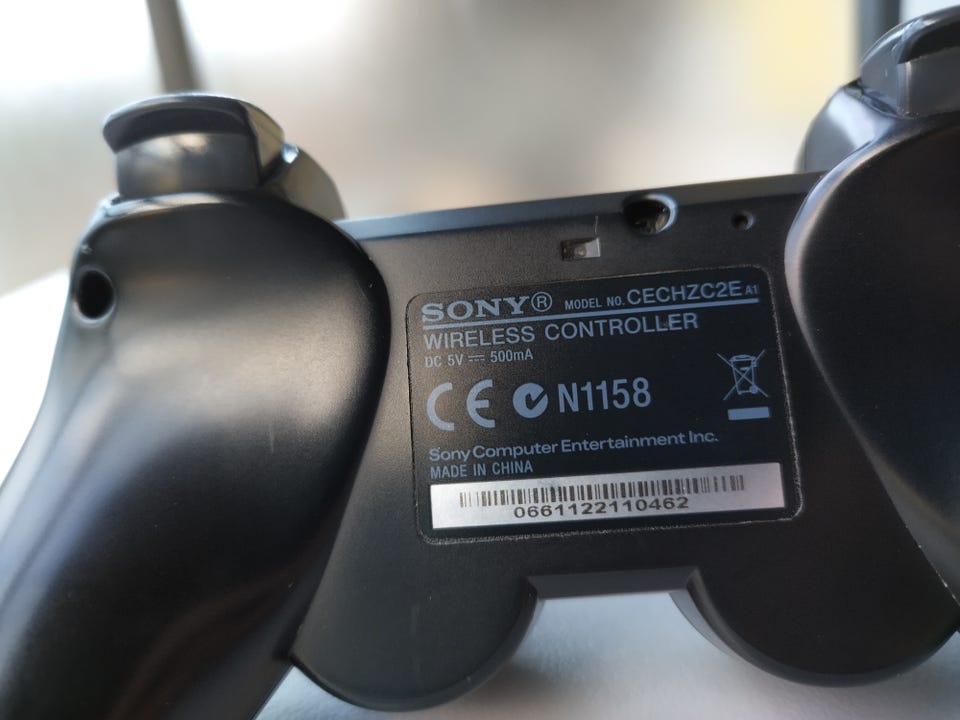 SONY® MODEL NO. CECHZC2E A1
WIRELESS CONTROLLER
DC 5V ⎓ 500mA
CE N1158
Sony Computer Entertainment Inc.
MADE IN CHINA
0661122110462